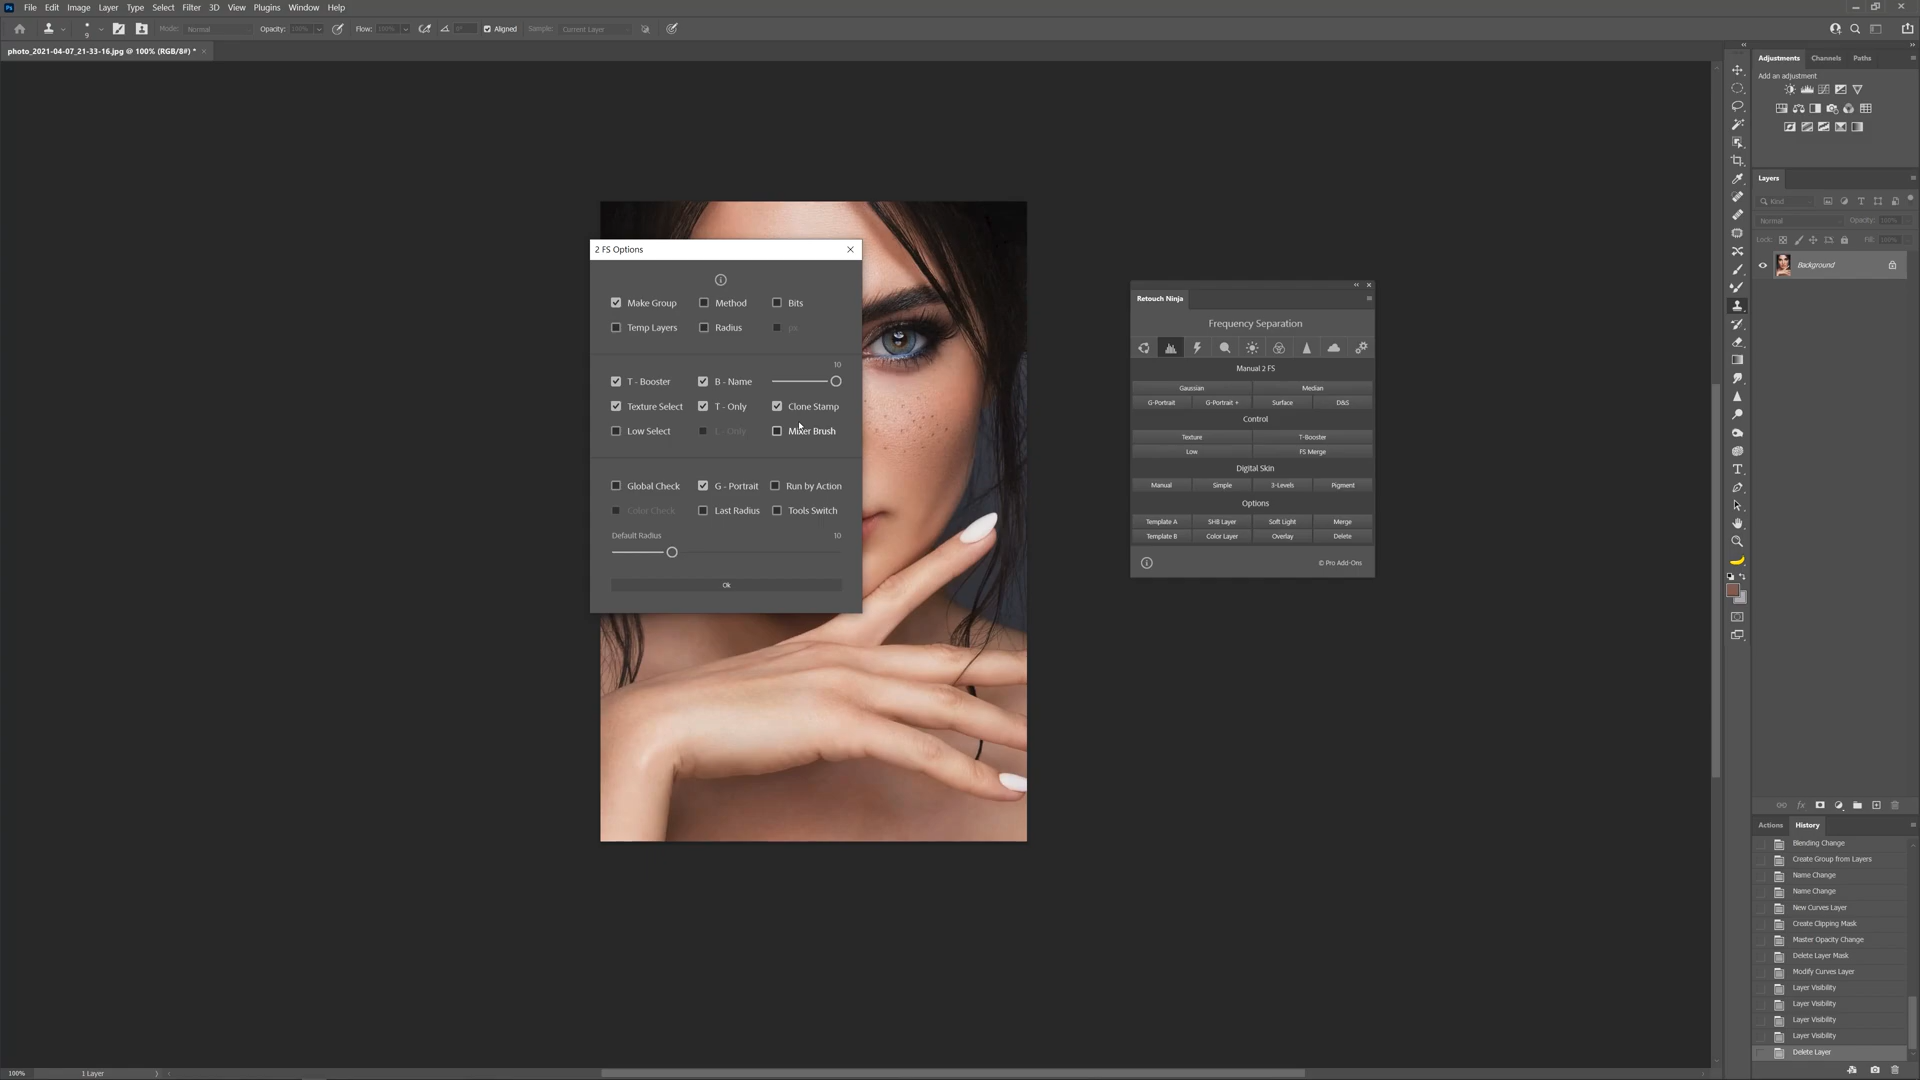 File Edit Image Layer Type Select Filter 3D View Plugins Window Help
9 Mode: Normal Opacity: 100% Flow: 100% 0° Aligned Sample: Current Layer
photo_2021-04-07_21-33-16.jpg @ 100% (RGB/8#) * ×
Adjustments Channels Paths
Add an adjustment
Layers
Kind
Normal Opacity: 100%
Lock: Fill: 100%
Background
2 FS Options
Make Group Method Bits
Temp Layers Radius px
10
T - Booster B - Name
Texture Select T - Only Clone Stamp
Low Select L - Only Mixer Brush
Global Check G - Portrait Run by Action
Color Check Last Radius Tools Switch
Default Radius 10
Ok
Retouch Ninja
Frequency Separation
Manual 2 FS
Gaussian Median
G-Portrait G-Portrait + Surface D&S
Control
Texture T-Booster
Low FS Merge
Digital Skin
Manual Simple 3-Levels Pigment
Options
Template A SHB Layer Soft Light Merge
Template B Color Layer Overlay Delete
© Pro Add-Ons
fx
Actions History
Blending Change
Create Group from Layers
Name Change
Name Change
New Curves Layer
Create Clipping Mask
Master Opacity Change
Delete Layer Mask
Modify Curves Layer
Layer Visibility
Layer Visibility
Layer Visibility
Layer Visibility
Delete Layer
100% 1 Layer